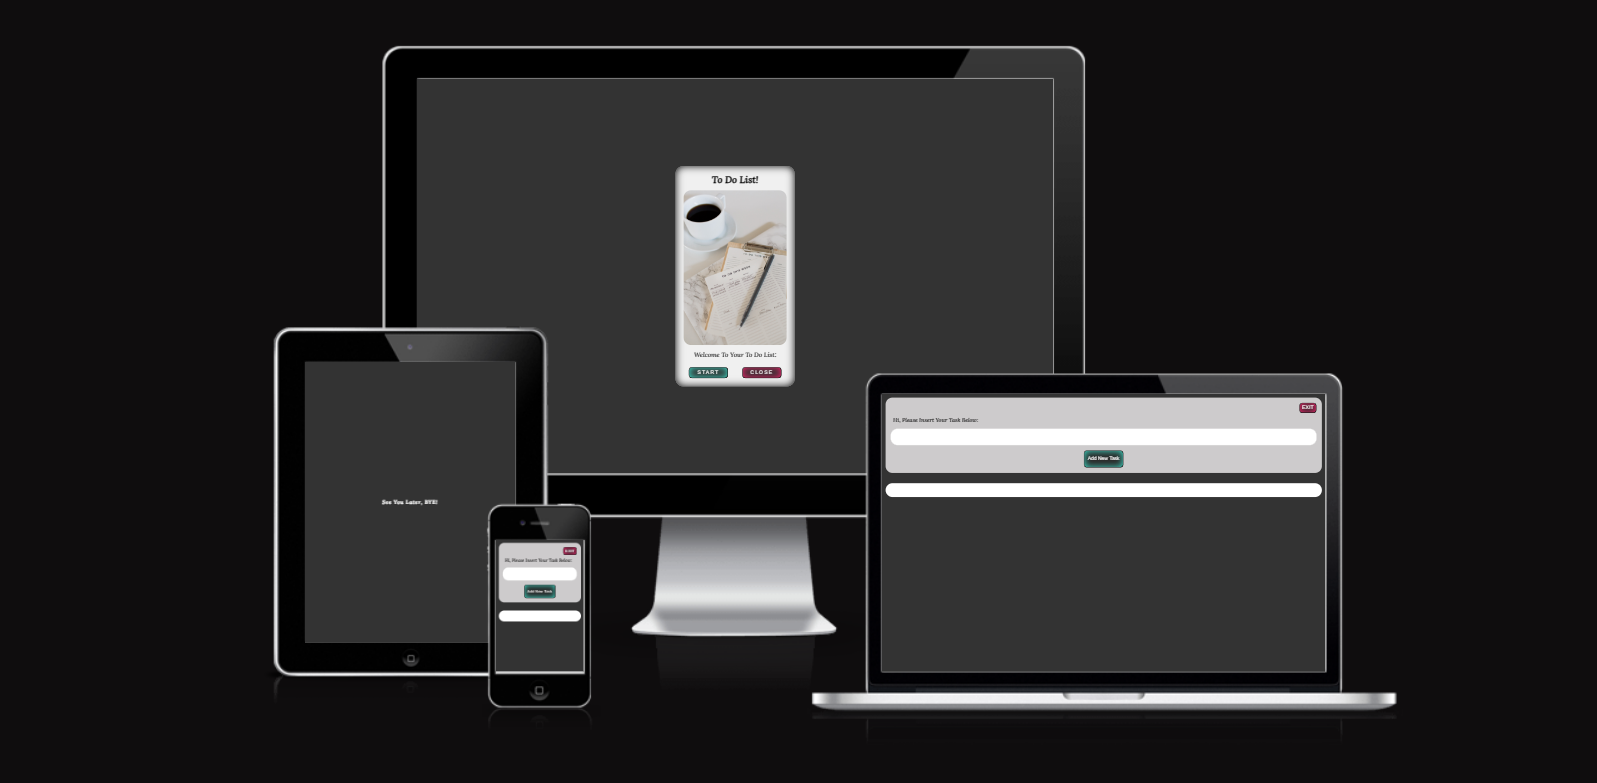 To Do List!
Welcome To Your To Do List:
START
CLOSE
See You Later, BYE!
EXIT
Hi, Please Insert Your Task Below:
Add New Task
EXIT
Hi, Please Insert Your Task Below:
Add New Task